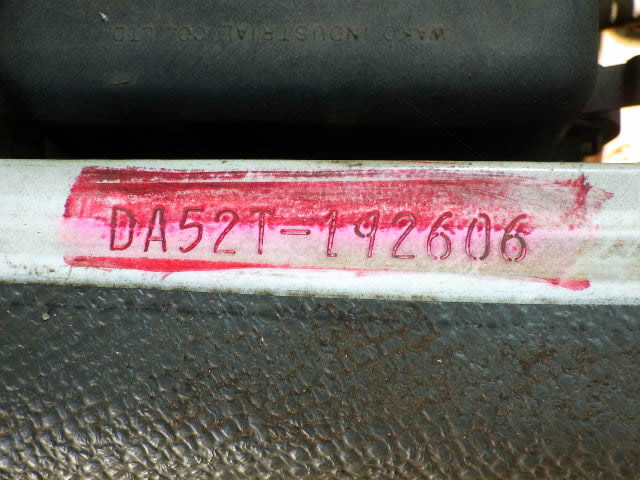 WAKO INDUSTRIAL CO., LTD.
DA52T-192606